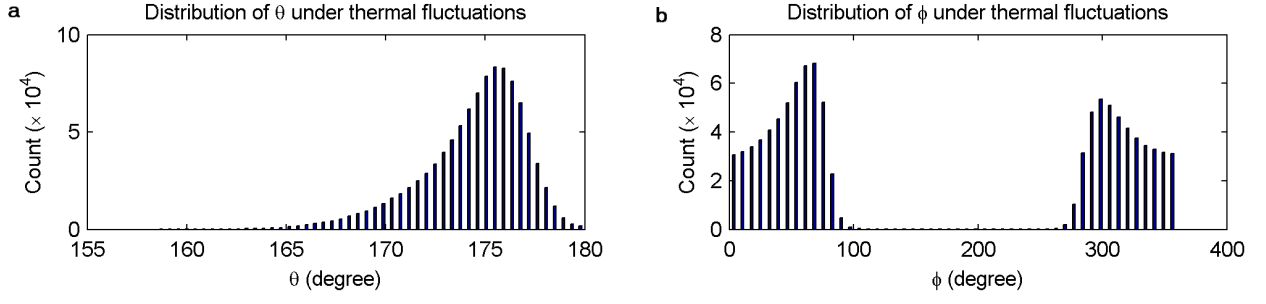 a
Distribution of θ under thermal fluctuations
10
5
0
Count (× 10⁴)
155 160 165 170 175 180
θ (degree)
b
Distribution of ϕ under thermal fluctuations
8
6
4
2
0
Count (× 10⁴)
0 100 200 300 400
ϕ (degree)